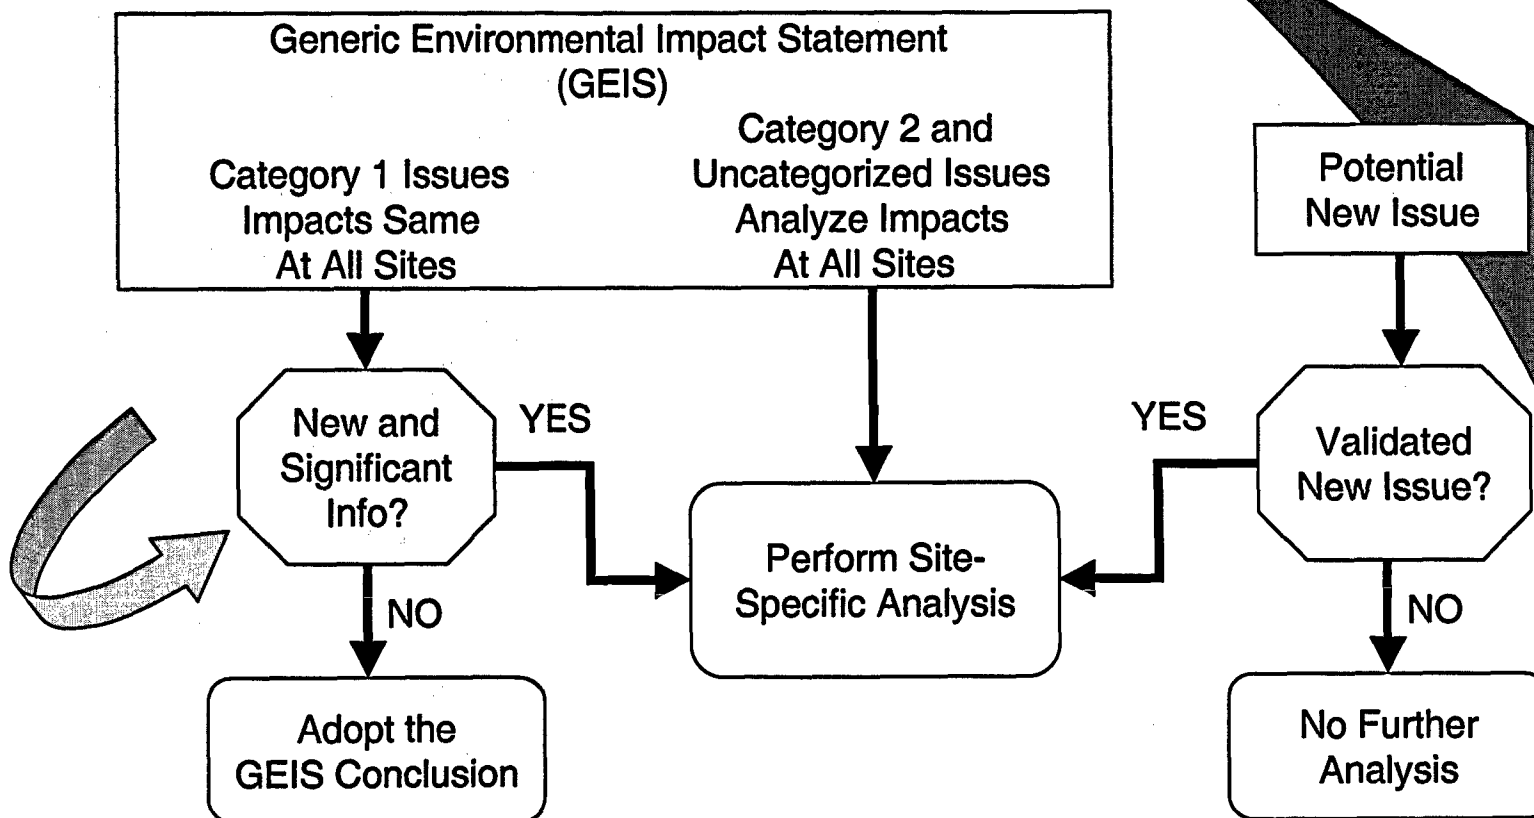 Generic Environmental Impact Statement
(GEIS)
Category 1 Issues
Impacts Same
At All Sites
Category 2 and
Uncategorized Issues
Analyze Impacts
At All Sites
Potential
New Issue
New and
Significant
Info?
YES
NO
YES
Validated
New Issue?
NO
Perform Site-
Specific Analysis
Adopt the
GEIS Conclusion
No Further
Analysis